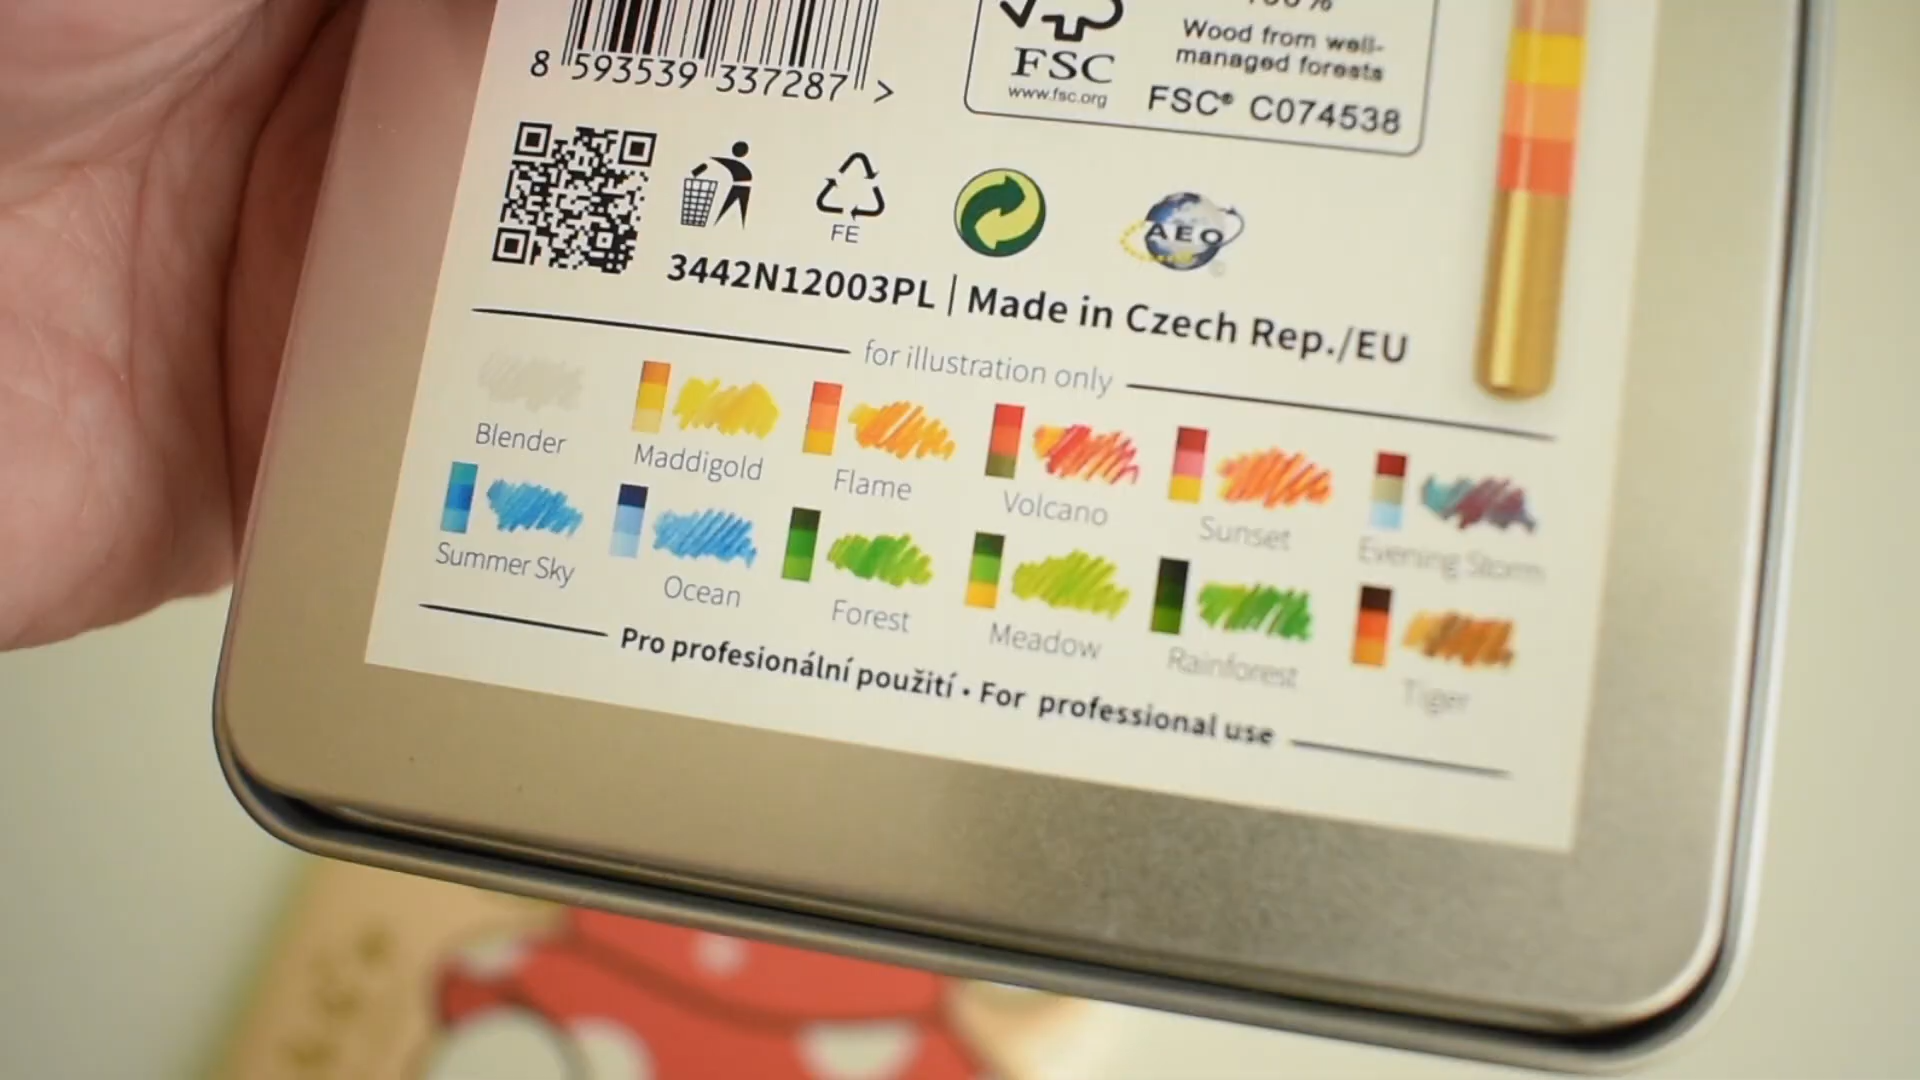 8 593539 337287 >
FSC
www.fsc.org
Wood from well-
managed forests
FSC® C074538
FE
AEO
3442N12003PL | Made in Czech Rep./EU
for illustration only
Blender Maddigold Flame Volcano Sunset Evening Storm
Summer Sky Ocean Forest Meadow Rainforest Tiger
Pro profesionální použití • For professional use